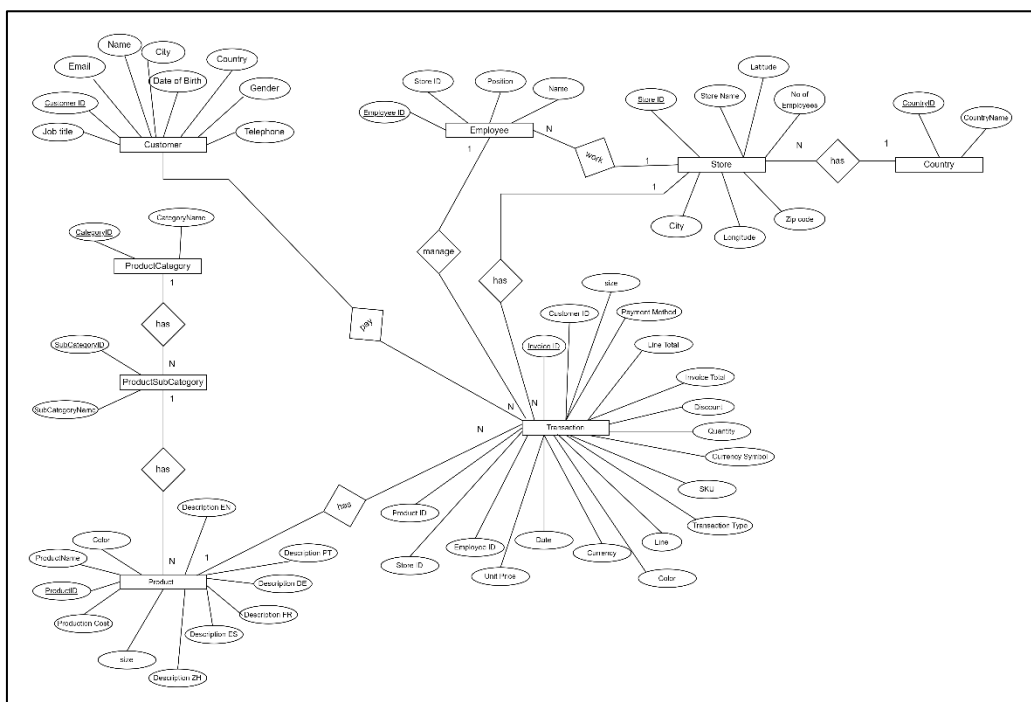 Name
City
Email
Country
Date of Birth
Customer ID
Gender
Job title
Telephone
Customer
Store ID
Position
Name
Employee ID
Employee
N
work
1
1
Latitude
Store Name
No of
Employees
Store ID
Store
N
has
1
1
CountryID
CountryName
Country
City
Longitude
Zip code
CategoryName
CategoryID
ProductCategory
1
has
N
SubCategoryID
ProductSubCategory
1
SubCategoryName
has
manage
has
pay
size
Customer ID
Payment Method
Invoice ID
Line Total
Invoice Total
Discount
Quantity
Currency Symbol
SKU
Transaction Type
Line
Color
Currency
Date
Unit Price
Employee ID
Store ID
Product ID
Transaction
N
N
N
has
1
N
Description EN
Color
ProductName
ProductID
Production Cost
size
Description ZH
Description ES
Description FR
Description DE
Description PT
Product